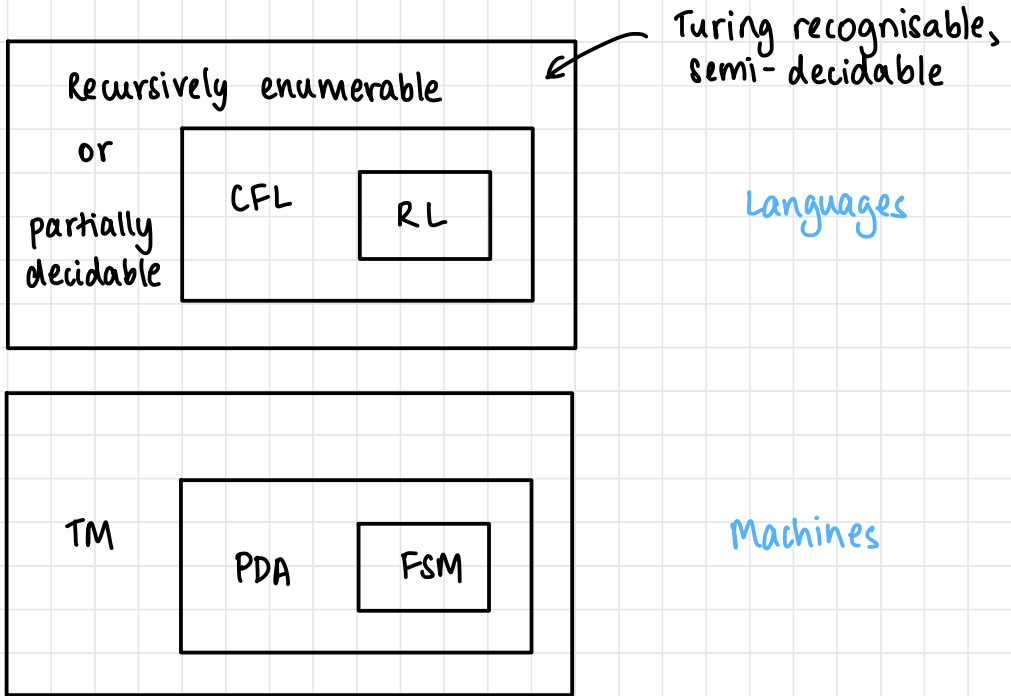 Turing recognisable,
semi-decidable
Recursively enumerable
or
partially
decidable
CFL
RL
Languages
TM
PDA
FSM
Machines